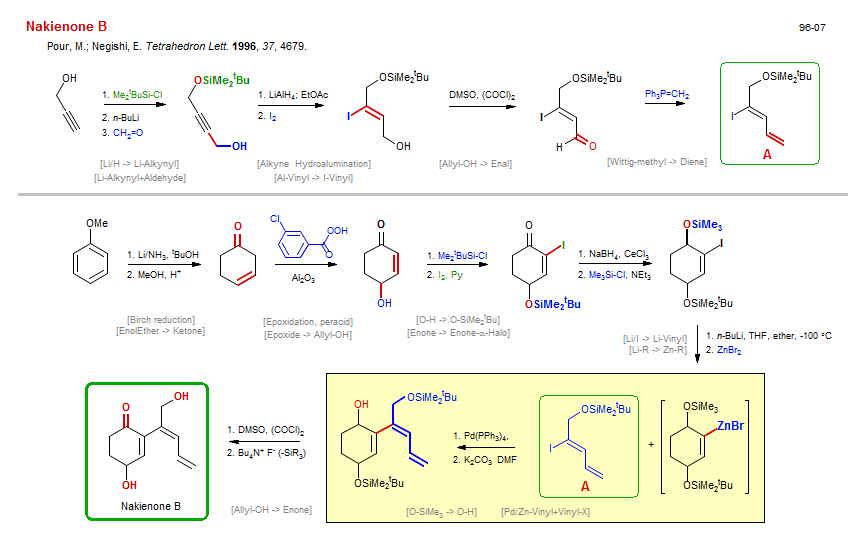 Nakienone B
96-07
Pour, M.; Negishi, E. Tetrahedron Lett. 1996, 37, 4679.
OH
1. Me₂ᵗBuSi-Cl
2. n-BuLi
3. CH₂=O
[Li/H -> Li-Alkynyl]
[Li-Alkynyl+Aldehyde]
OSiMe₂ᵗBu
OH
1. LiAlH₄; EtOAc
2. I₂
[Alkyne Hydroalumination]
[Al-Vinyl -> I-Vinyl]
OSiMe₂ᵗBu
I
OH
DMSO, (COCl)₂
[Allyl-OH -> Enal]
OSiMe₂ᵗBu
I
H
O
Ph₃P=CH₂
[Wittig-methyl -> Diene]
OSiMe₂ᵗBu
I
A
OMe
1. Li/NH₃, ᵗBuOH
2. MeOH, H⁺
[Birch reduction]
[EnolEther -> Ketone]
O
Cl
OOH
O
Al₂O₃
[Epoxidation, peracid]
[Epoxide -> Allyl-OH]
O
OH
1. Me₂ᵗBuSi-Cl
2. I₂, Py
[O-H -> O-SiMe₂ᵗBu]
[Enone -> Enone-α-Halo]
O
I
OSiMe₂ᵗBu
1. NaBH₄, CeCl₃
2. Me₃Si-Cl, NEt₃
OSiMe₃
I
OSiMe₂ᵗBu
[Li/I -> Li-Vinyl]
[Li-R -> Zn-R]
1. n-BuLi, THF, ether, -100 °C
2. ZnBr₂
OH
O
OH
Nakienone B
1. DMSO, (COCl)₂
2. Bu₄N⁺ F⁻ (-SiR₃)
[Allyl-OH -> Enone]
OSiMe₂ᵗBu
OH
OSiMe₂ᵗBu
1. Pd(PPh₃)₄,
2. K₂CO₃ DMF
[O-SiMe₃ -> O-H]
[Pd/Zn-Vinyl+Vinyl-X]
OSiMe₂ᵗBu
I
A
+
OSiMe₃
ZnBr
OSiMe₂ᵗBu